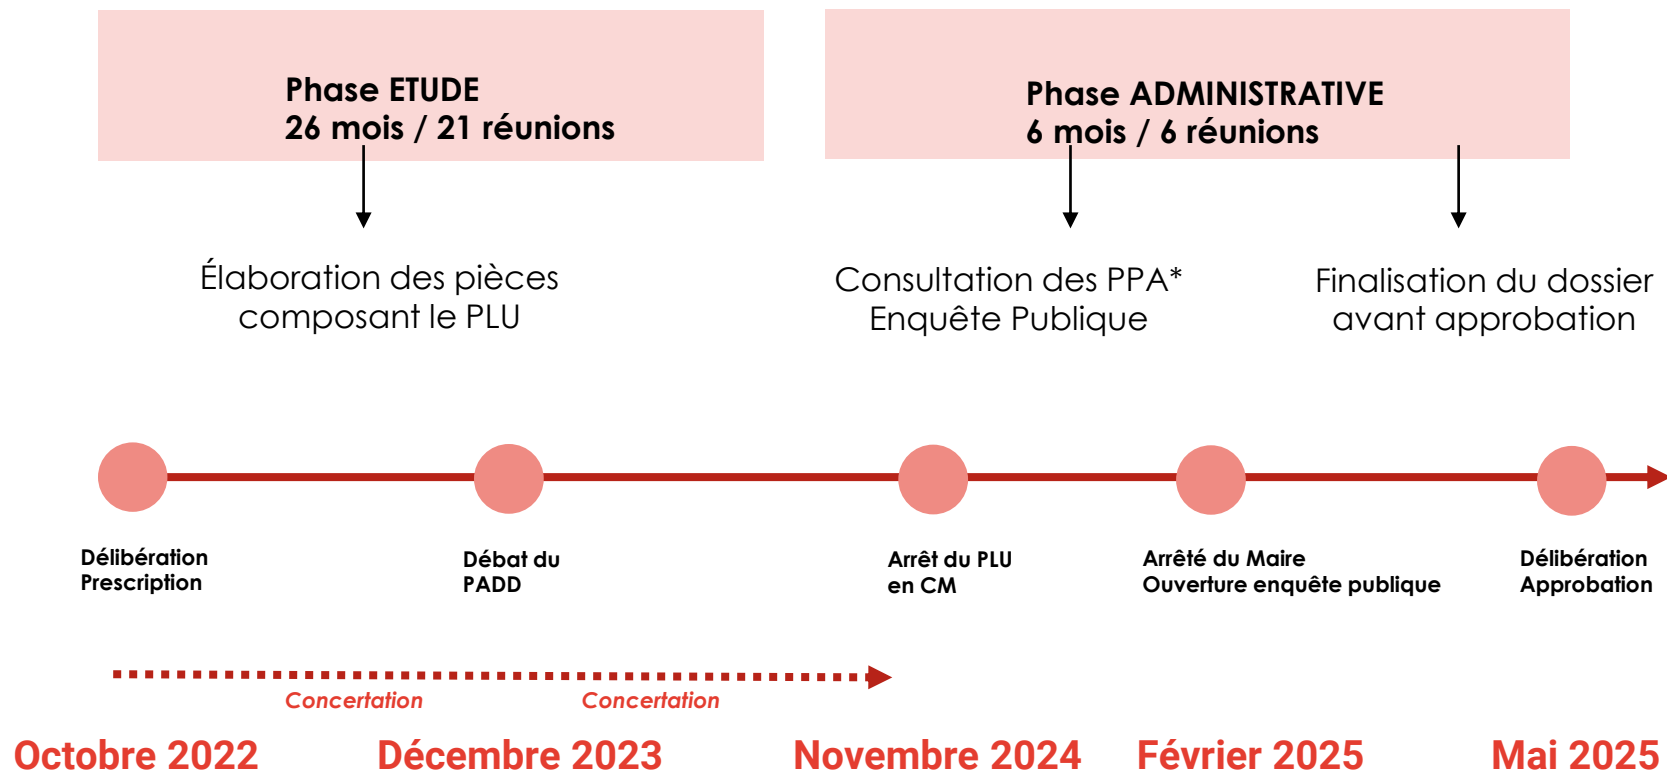 Phase ETUDE
26 mois / 21 réunions
Phase ADMINISTRATIVE
6 mois / 6 réunions
Élaboration des pièces
composant le PLU
Consultation des PPA*
Enquête Publique
Finalisation du dossier
avant approbation
Délibération
Prescription
Débat du
PADD
Arrêt du PLU
en CM
Arrêté du Maire
Ouverture enquête publique
Délibération
Approbation
Concertation
Concertation
Octobre 2022
Décembre 2023
Novembre 2024
Février 2025
Mai 2025